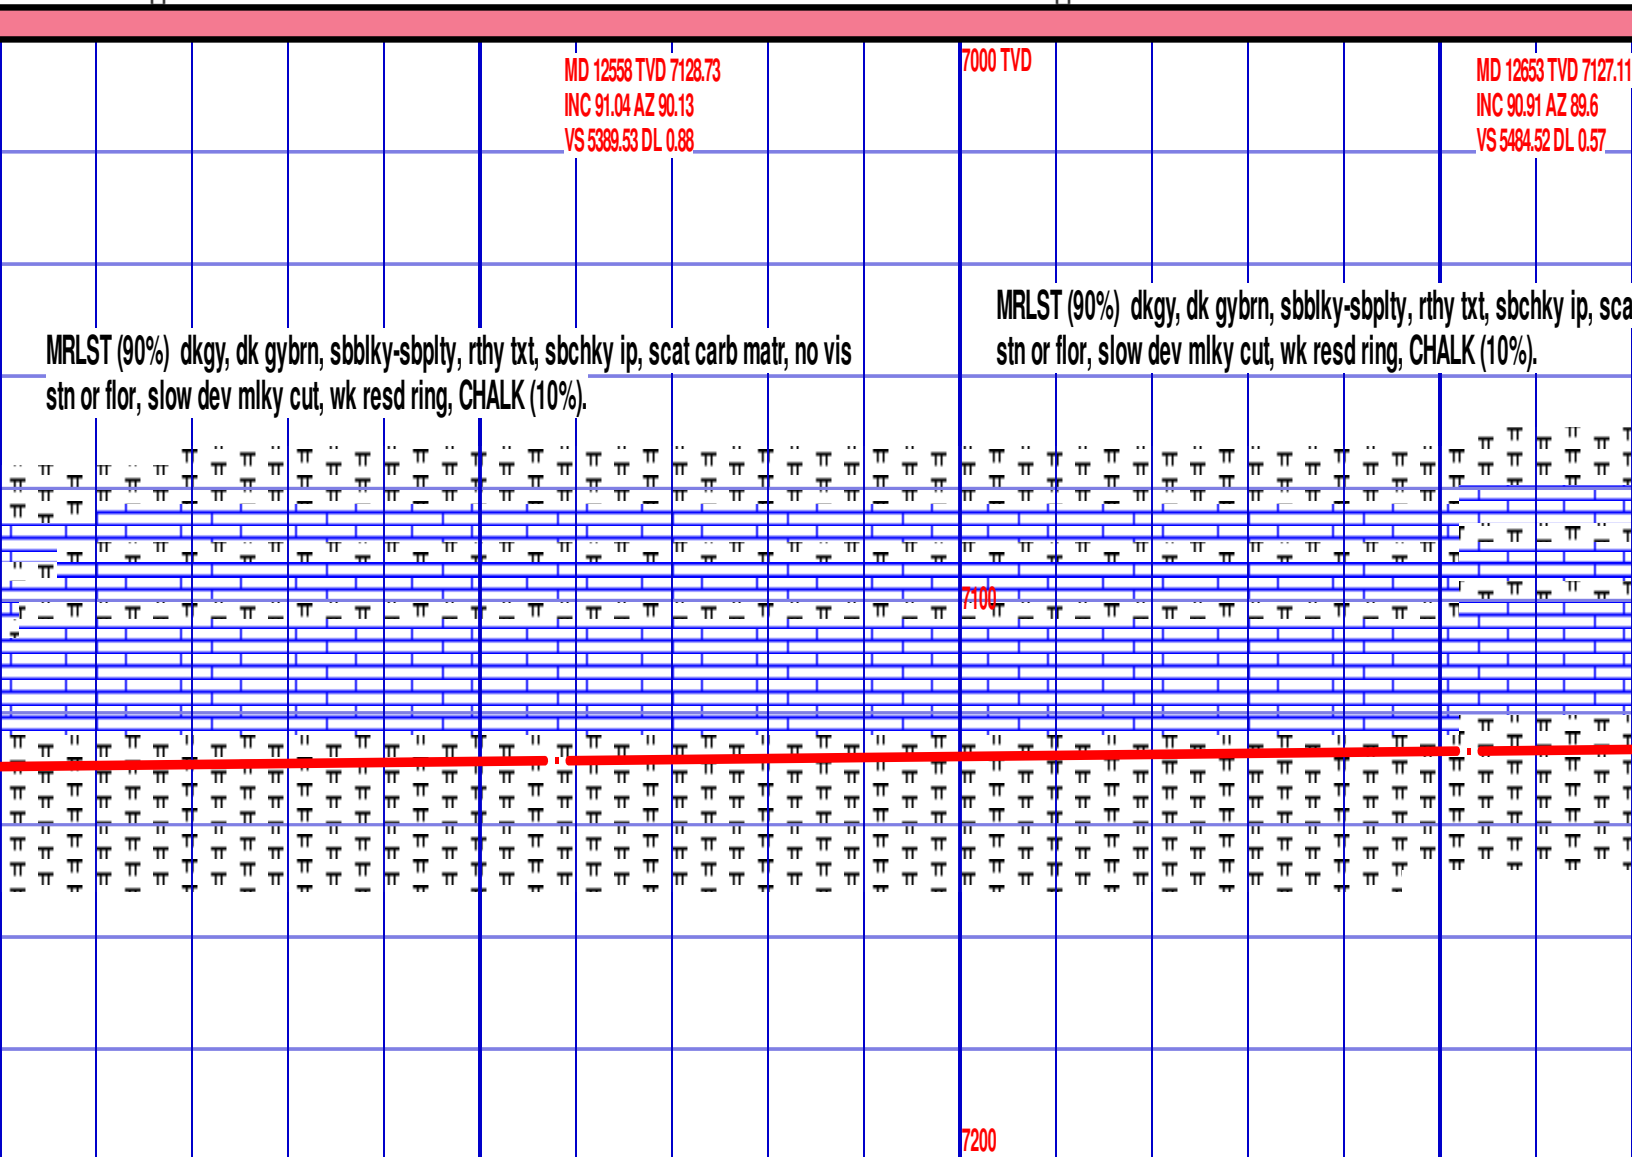 MD 12558 TVD 7128.73
INC 91.04 AZ 90.13
VS 5389.53 DL 0.88
7000 TVD
MD 12653 TVD 7127.11
INC 90.91 AZ 89.6
VS 5484.52 DL 0.57
MRLST (90%)  dkgy, dk gybrn, sbblky-sbplty, rthy txt, sbchky ip, scat carb matr, no vis
stn or flor, slow dev mlky cut, wk resd ring, CHALK (10%).
MRLST (90%)  dkgy, dk gybrn, sbblky-sbplty, rthy txt, sbchky ip, sca
stn or flor, slow dev mlky cut, wk resd ring, CHALK (10%).
7100
7200